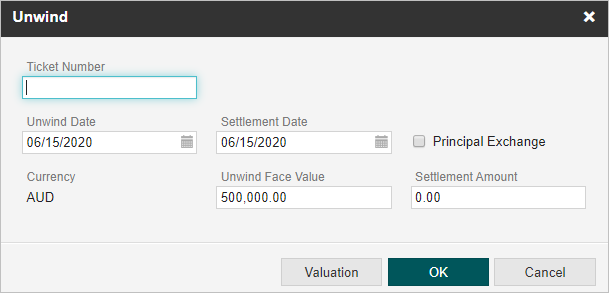 Unwind
Ticket Number
Unwind Date Settlement Date
06/15/2020 06/15/2020 Principal Exchange
Currency Unwind Face Value Settlement Amount
AUD 500,000.00 0.00
Valuation OK Cancel